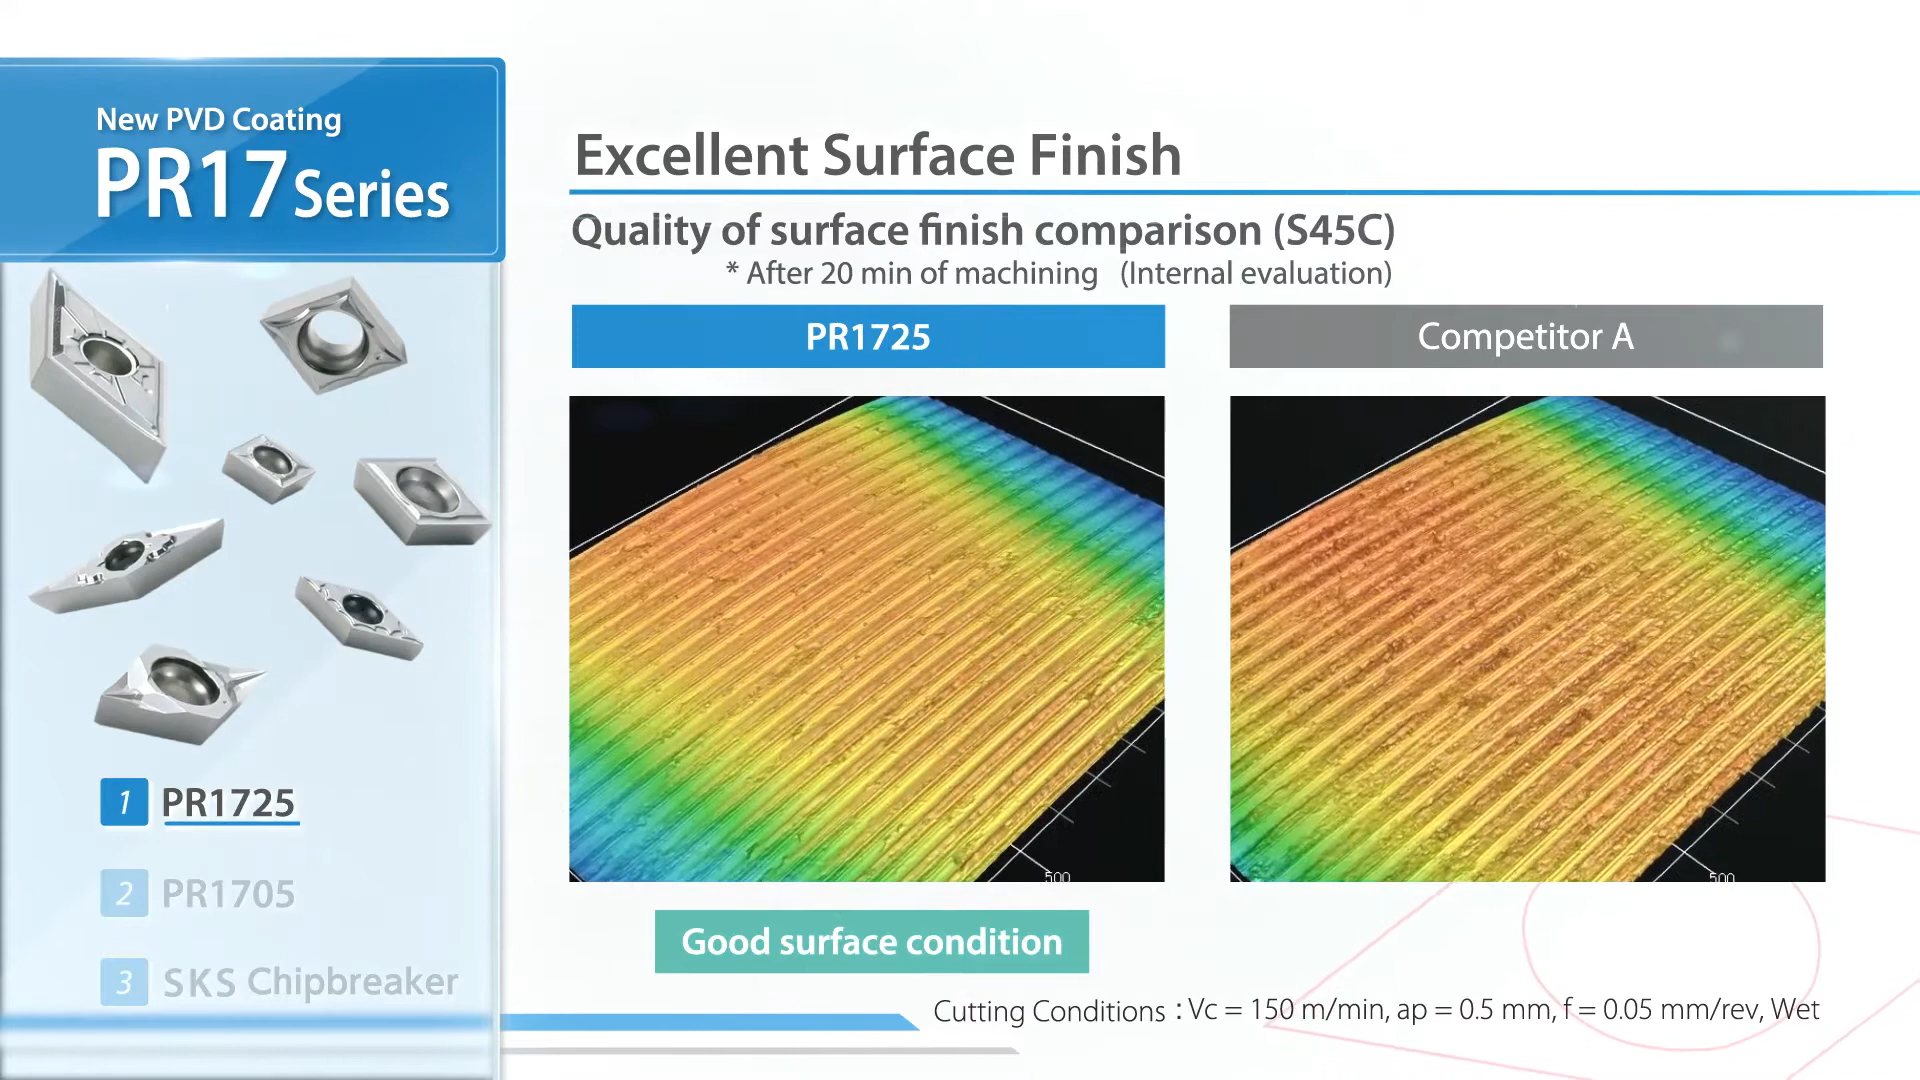 New PVD Coating
PR17 Series
1 PR1725
2 PR1705
3 SKS Chipbreaker
Excellent Surface Finish
Quality of surface finish comparison (S45C)
* After 20 min of machining (Internal evaluation)
PR1725
Competitor A
500
500
Good surface condition
Cutting Conditions : Vc = 150 m/min, ap = 0.5 mm, f = 0.05 mm/rev, Wet